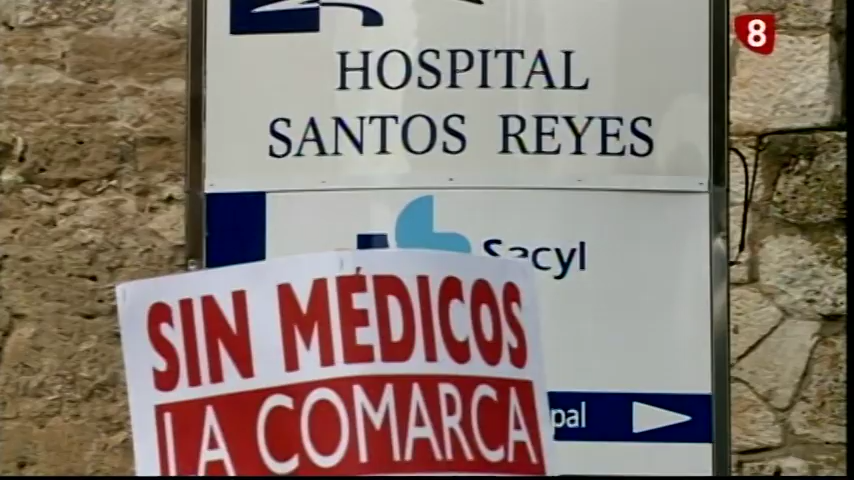 8
HOSPITAL
SANTOS REYES
Sacyl
SIN MÉDICOS
LA COMARCA
pal